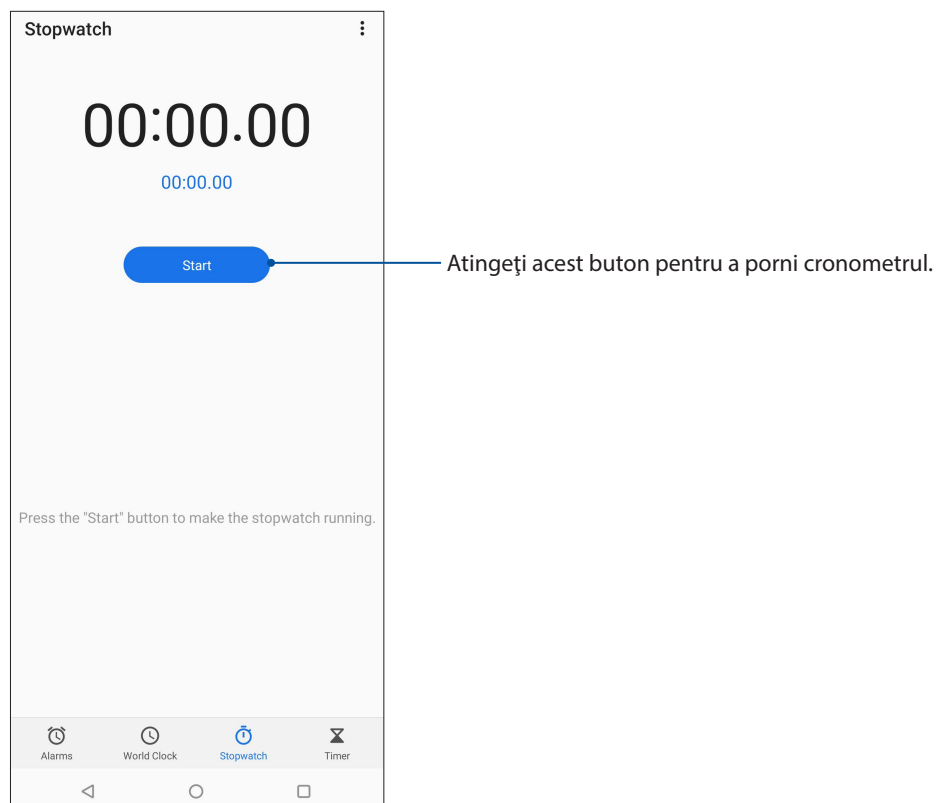 Stopwatch
00:00.00
00:00.00
Start
Atingeţi acest buton pentru a porni cronometrul.
Press the "Start" button to make the stopwatch running.
Alarms World Clock Stopwatch Timer